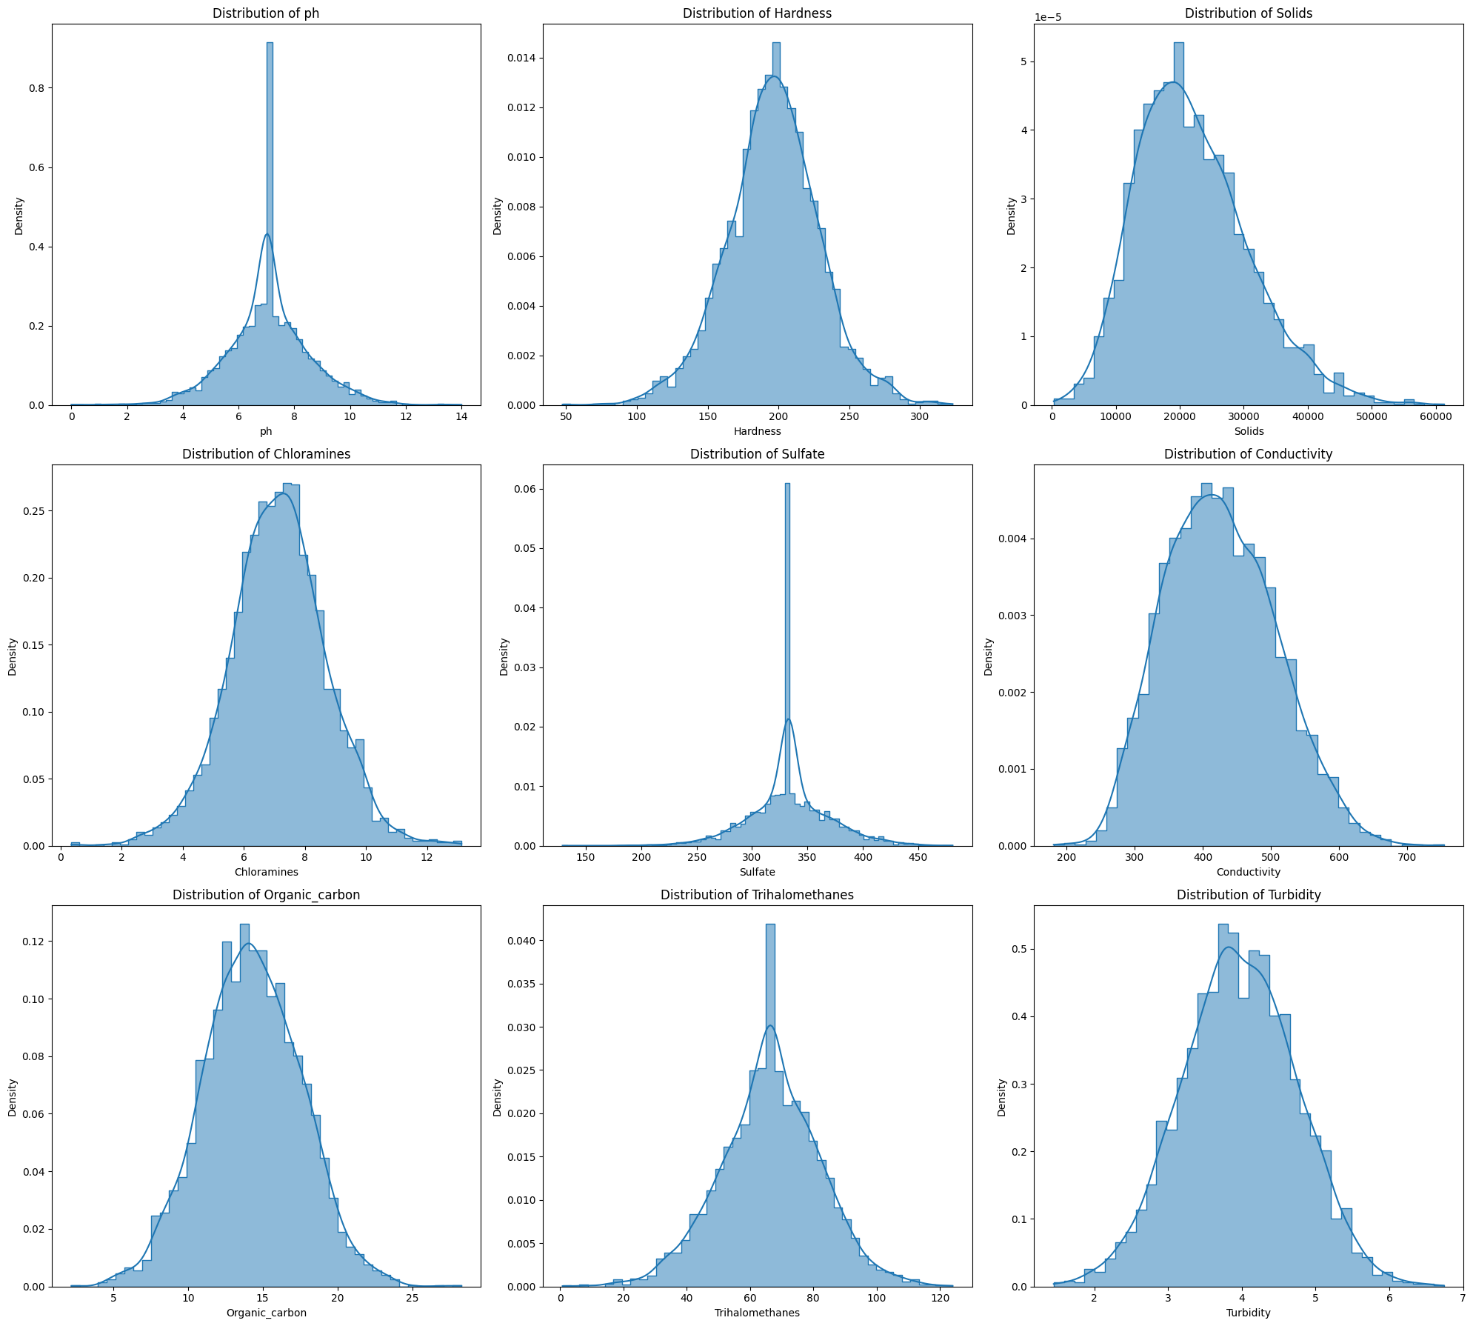 Distribution of ph
0.8
0.6
0.4
0.2
0.0
Density
0 2 4 6 8 10 12 14
ph
Distribution of Hardness
0.014
0.012
0.010
0.008
0.006
0.004
0.002
0.000
Density
50 100 150 200 250 300
Hardness
Distribution of Solids
1e−5
5
4
3
2
1
0
Density
0 10000 20000 30000 40000 50000 60000
Solids
Distribution of Chloramines
0.25
0.20
0.15
0.10
0.05
0.00
Density
0 2 4 6 8 10 12
Chloramines
Distribution of Sulfate
0.06
0.05
0.04
0.03
0.02
0.01
0.00
Density
150 200 250 300 350 400 450
Sulfate
Distribution of Conductivity
0.004
0.003
0.002
0.001
0.000
Density
200 300 400 500 600 700
Conductivity
Distribution of Organic_carbon
0.12
0.10
0.08
0.06
0.04
0.02
0.00
Density
5 10 15 20 25
Organic_carbon
Distribution of Trihalomethanes
0.040
0.035
0.030
0.025
0.020
0.015
0.010
0.005
0.000
Density
0 20 40 60 80 100 120
Trihalomethanes
Distribution of Turbidity
0.5
0.4
0.3
0.2
0.1
0.0
Density
2 3 4 5 6 7
Turbidity